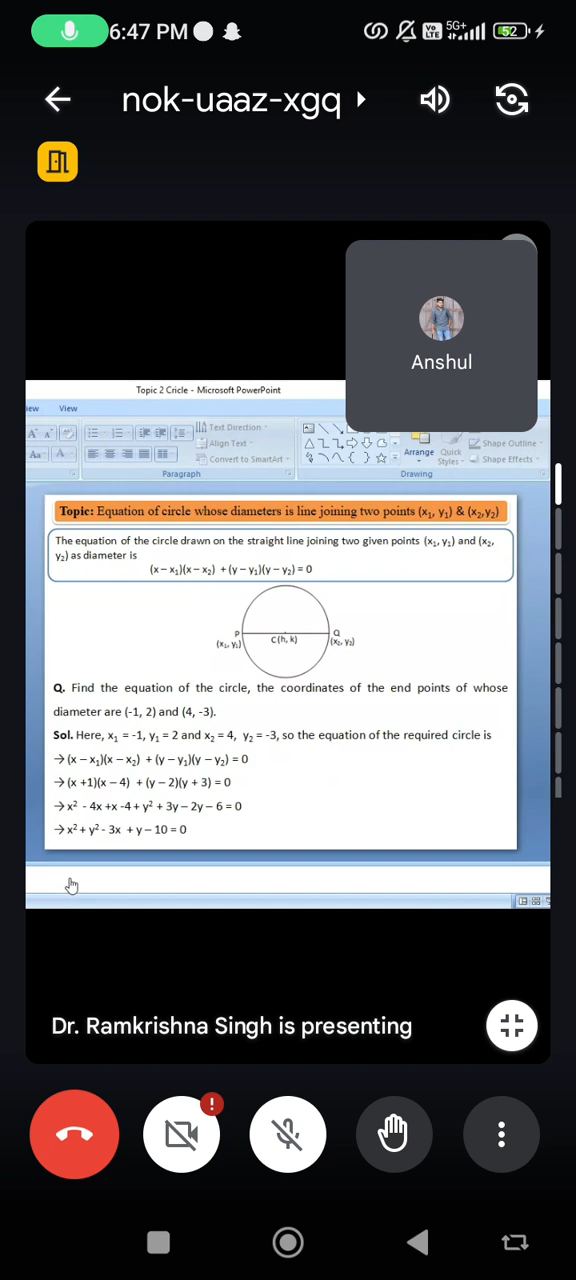 6:47 PM
Vo LTE 5G+ 52
nok-uaaz-xgq
Anshul
Topic 2 Cricle - Microsoft PowerPoint
iew View
Text Direction
Align Text
Convert to SmartArt
Aa
Arrange
Quick Styles
Shape Outline
Shape Effects
Paragraph
Drawing
Topic: Equation of circle whose diameters is line joining two points (x₁, y₁) & (x₂,y₂)
The equation of the circle drawn on the straight line joining two given points (x₁, y₁) and (x₂,
y₂) as diameter is
(x – x₁)(x – x₂) + (y – y₁)(y – y₂) = 0
P
(x₁, y₁)
C(h, k)
Q
(x₂, y₂)
Q. Find the equation of the circle, the coordinates of the end points of whose
diameter are (-1, 2) and (4, -3).
Sol. Here, x₁ = -1, y₁ = 2 and x₂ = 4, y₂ = -3, so the equation of the required circle is
→ (x – x₁)(x – x₂) + (y – y₁)(y – y₂) = 0
→ (x +1)(x – 4) + (y – 2)(y + 3) = 0
→ x² - 4x +x -4 + y² + 3y – 2y – 6 = 0
→ x² + y² - 3x + y – 10 = 0
Dr. Ramkrishna Singh is presenting
!